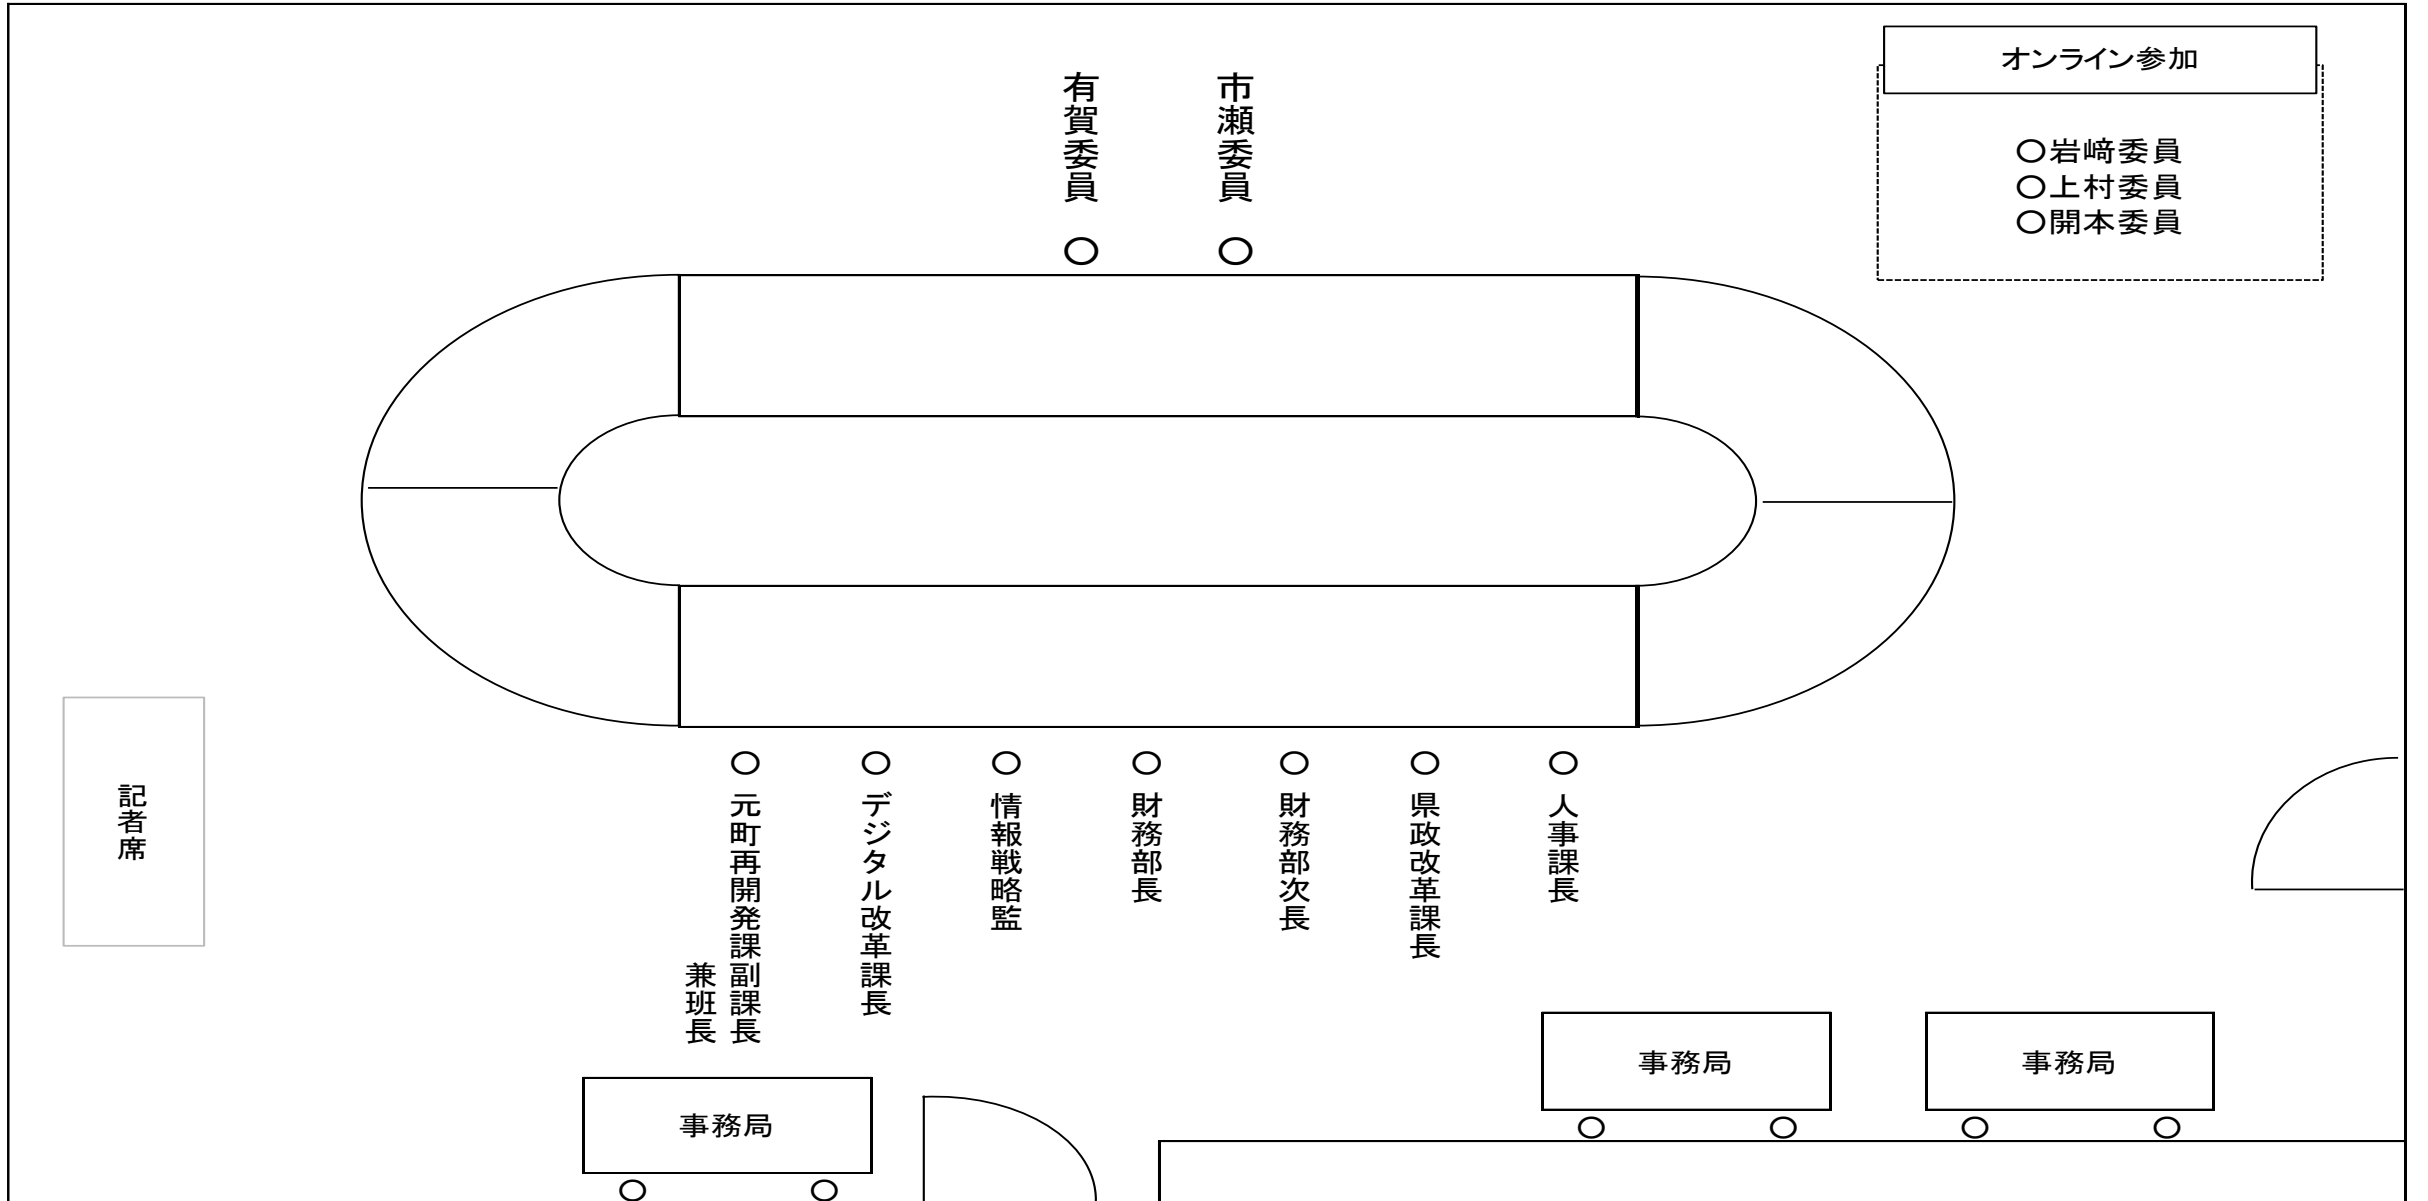 オンライン参加
○岩﨑委員
○上村委員
○開本委員
有賀委員 ○
市瀬委員 ○
記者席
○ 元町再開発課副課長
兼班長
○ デジタル改革課長
○ 情報戦略監
○ 財務部長
○ 財務部次長
○ 県政改革課長
○ 人事課長
事務局
事務局
事務局